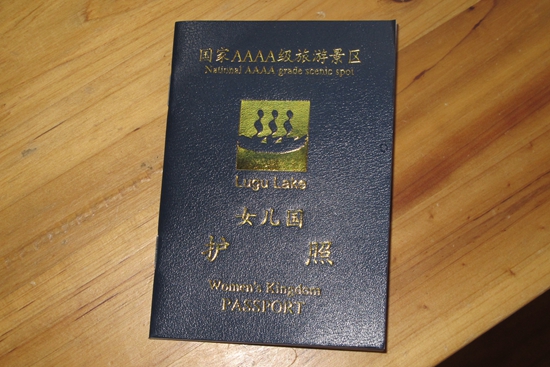 国家AAAA级旅游景区
National AAAA grade scenic spot
Lugu Lake
女儿国
护 照
Women's Kingdom
PASSPORT